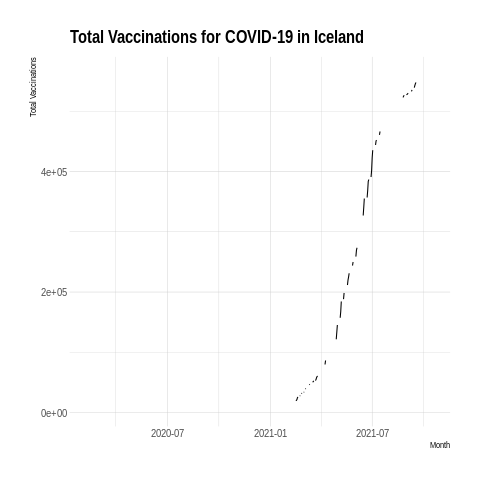 Total Vaccinations for COVID-19 in Iceland
Total Vaccinations
4e+05
2e+05
0e+00
2020-07
2021-01
2021-07
Month